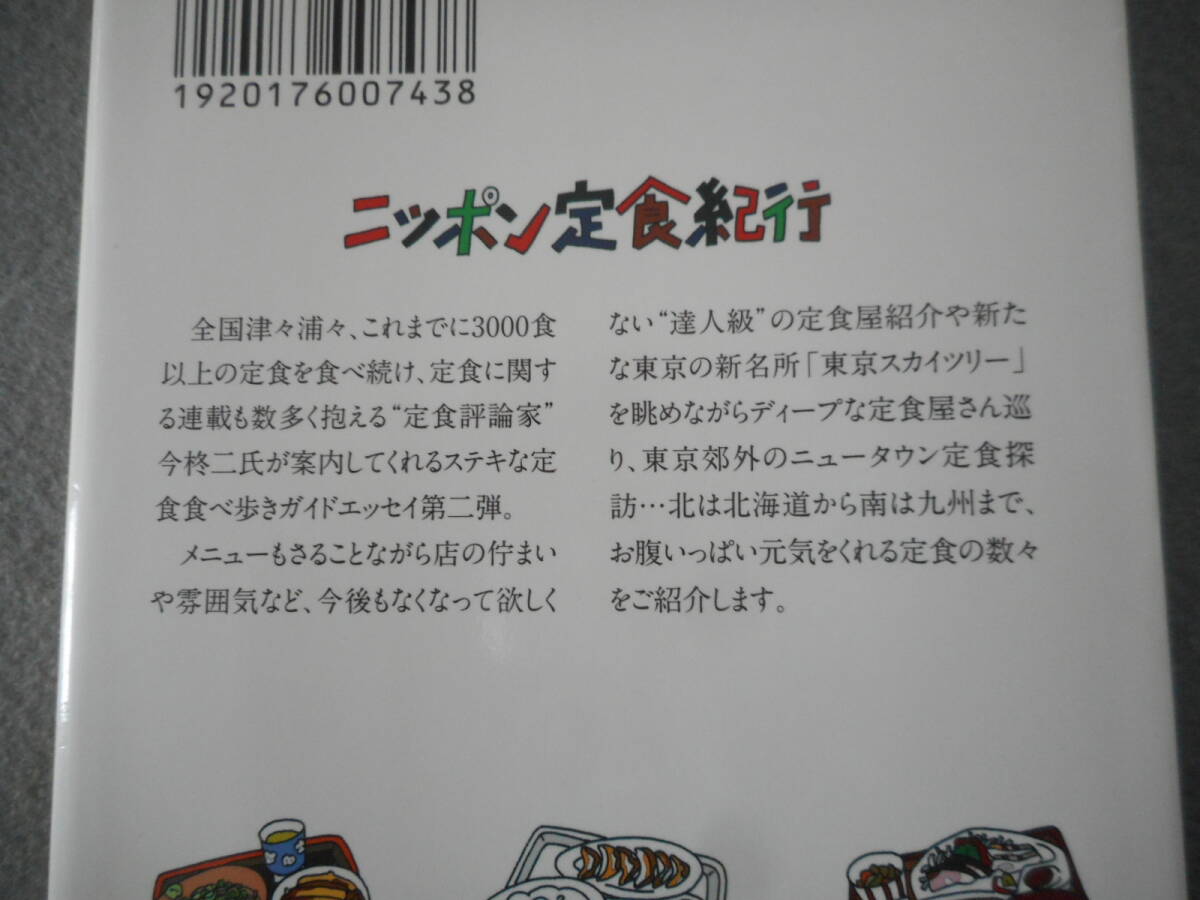 1920176007438
ニッポン定食紀行
全国津々浦々、これまでに3000食
以上の定食を食べ続け、定食に関す
る連載も数多く抱える“定食評論家”
今柊二氏が案内してくれるステキな定
食食べ歩きガイドエッセイ第二弾。
メニューもさることながら店の佇まい
や雰囲気など、今後もなくなって欲しく
ない“達人級”の定食屋紹介や新た
な東京の新名所「東京スカイツリー」
を眺めながらディープな定食屋さん巡
り、東京郊外のニュータウン定食探
訪…北は北海道から南は九州まで、
お腹いっぱい元気をくれる定食の数々
をご紹介します。